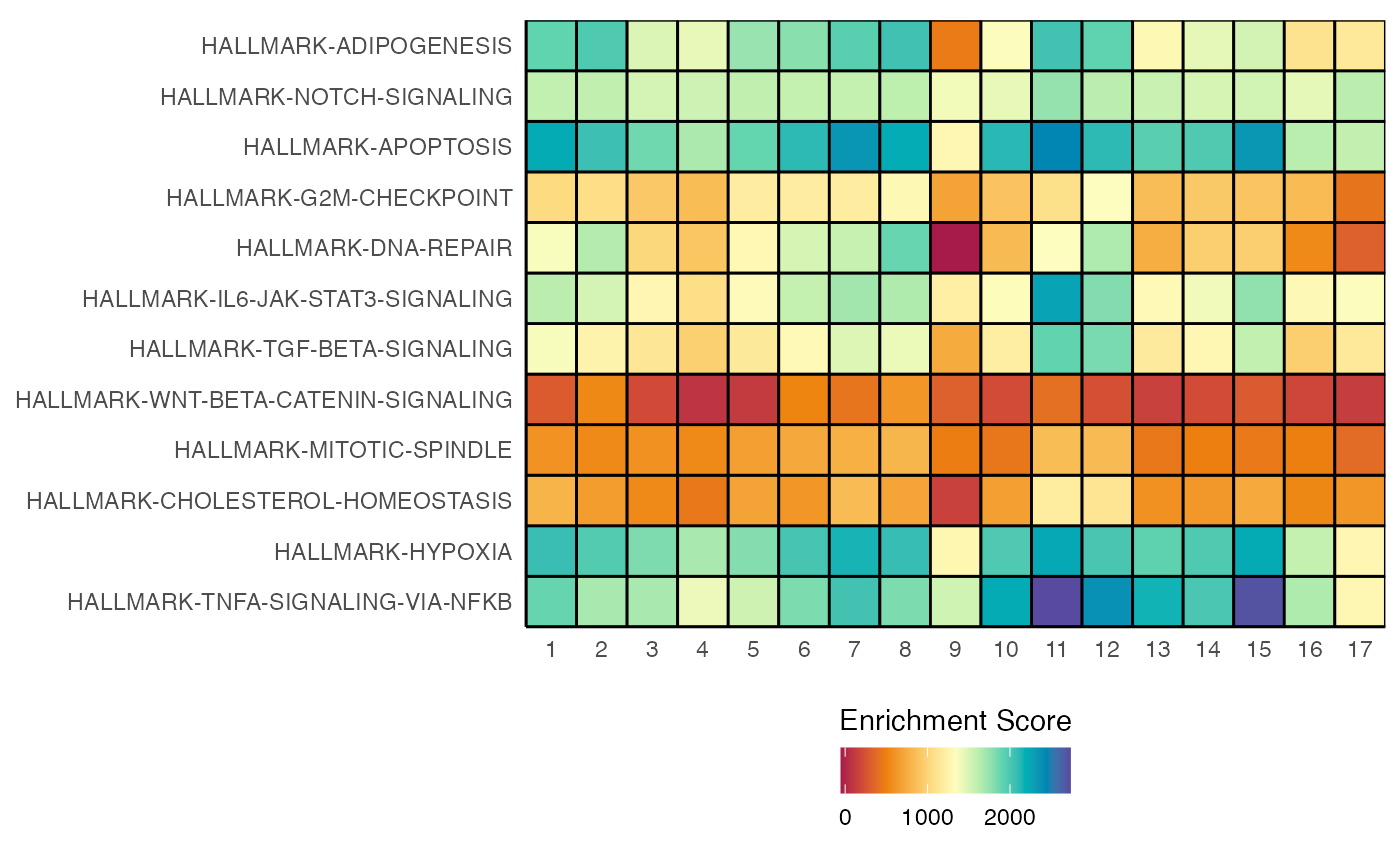 HALLMARK-ADIPOGENESIS
HALLMARK-NOTCH-SIGNALING
HALLMARK-APOPTOSIS
HALLMARK-G2M-CHECKPOINT
HALLMARK-DNA-REPAIR
HALLMARK-IL6-JAK-STAT3-SIGNALING
HALLMARK-TGF-BETA-SIGNALING
HALLMARK-WNT-BETA-CATENIN-SIGNALING
HALLMARK-MITOTIC-SPINDLE
HALLMARK-CHOLESTEROL-HOMEOSTASIS
HALLMARK-HYPOXIA
HALLMARK-TNFA-SIGNALING-VIA-NFKB
1 2 3 4 5 6 7 8 9 10 11 12 13 14 15 16 17
Enrichment Score
0 1000 2000